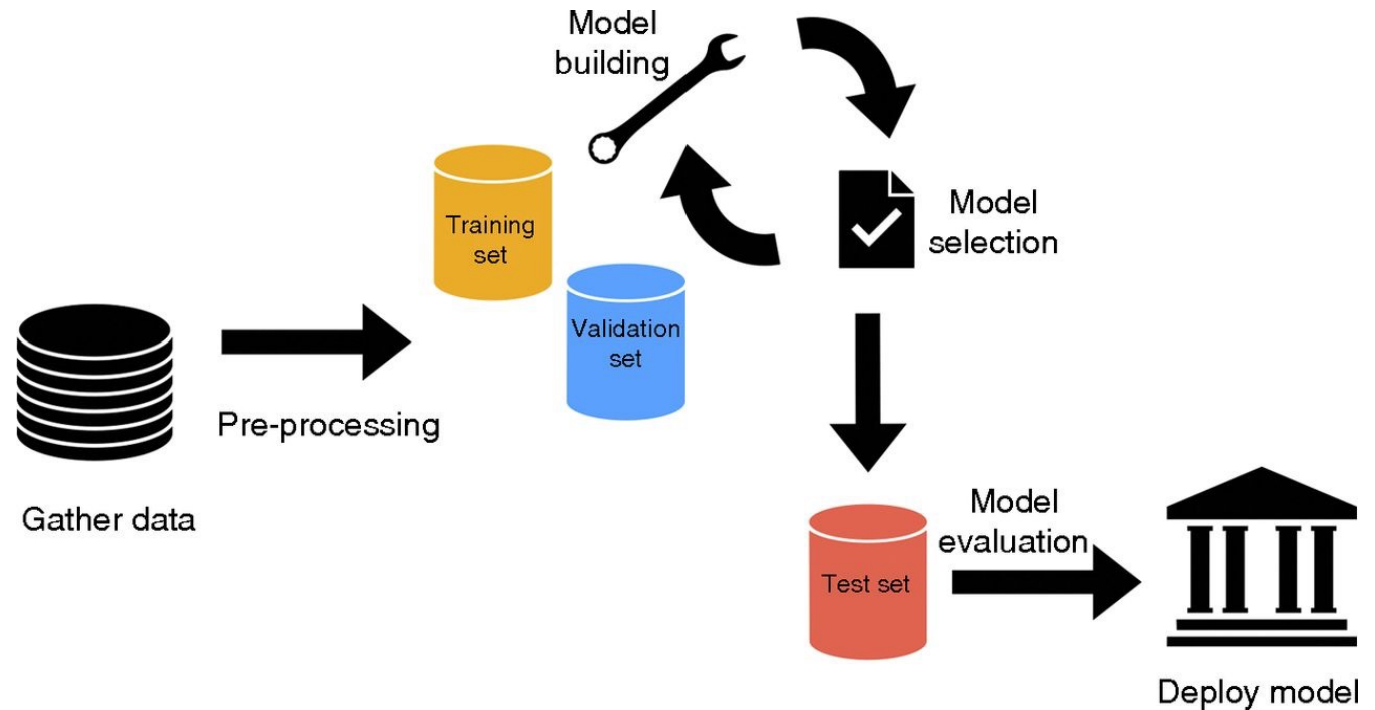 Model
building
Training
set
Model
selection
Validation
set
Pre-processing
Gather data
Model
evaluation
Test set
Deploy model